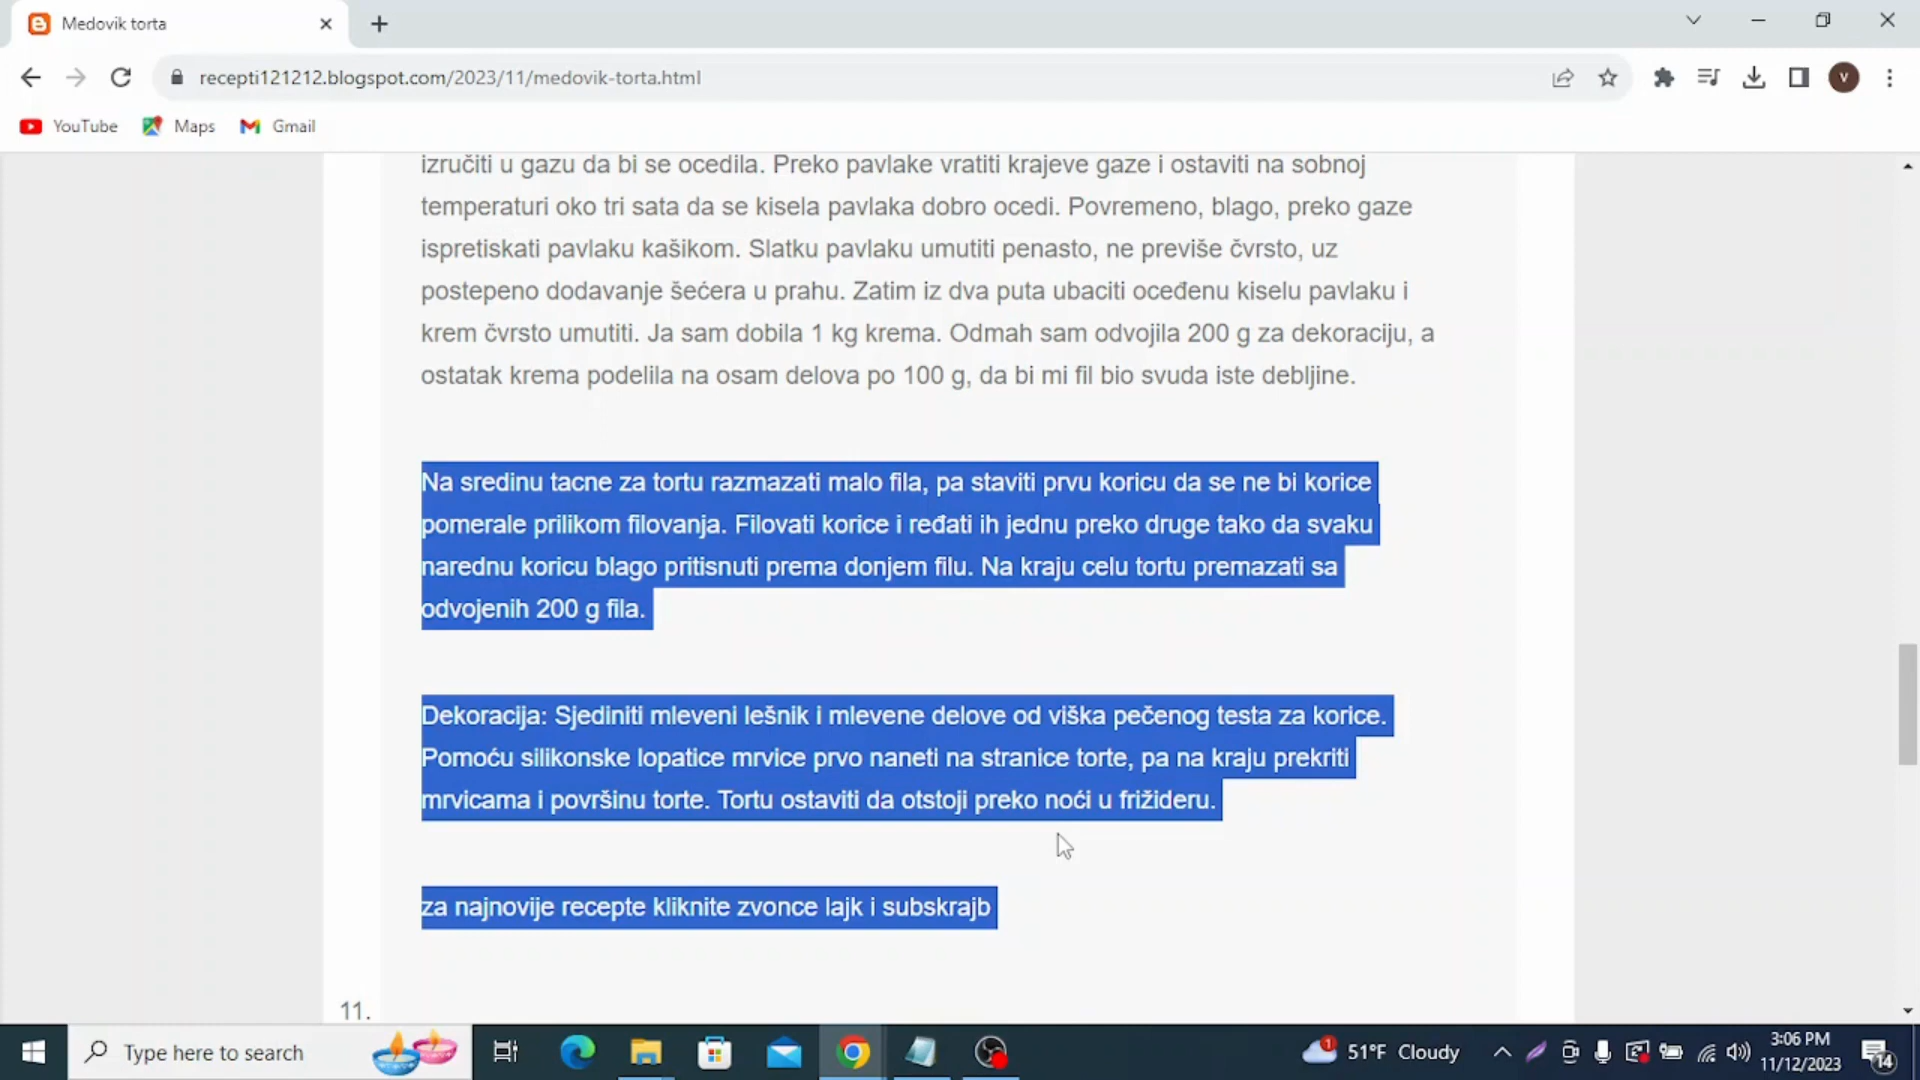 Medovik torta
recepti121212.blogspot.com/2023/11/medovik-torta.html
V
YouTube
Maps
Gmail
izručiti u gazu da bi se ocedila. Preko pavlake vratiti krajeve gaze i ostaviti na sobnoj
temperaturi oko tri sata da se kisela pavlaka dobro ocedi. Povremeno, blago, preko gaze
ispretiskati pavlaku kašikom. Slatku pavlaku umutiti penasto, ne previše čvrsto, uz
postepeno dodavanje šećera u prahu. Zatim iz dva puta ubaciti oceđenu kiselu pavlaku i
krem čvrsto umutiti. Ja sam dobila 1 kg krema. Odmah sam odvojila 200 g za dekoraciju, a
ostatak krema podelila na osam delova po 100 g, da bi mi fil bio svuda iste debljine.
Na sredinu tacne za tortu razmazati malo fila, pa staviti prvu koricu da se ne bi korice
pomerale prilikom filovanja. Filovati korice i ređati ih jednu preko druge tako da svaku
narednu koricu blago pritisnuti prema donjem filu. Na kraju celu tortu premazati sa
odvojenih 200 g fila.
Dekoracija: Sjediniti mleveni lešnik i mlevene delove od viška pečenog testa za korice.
Pomoću silikonske lopatice mrvice prvo naneti na stranice torte, pa na kraju prekriti
mrvicama i površinu torte. Tortu ostaviti da otstoji preko noći u frižideru.
za najnovije recepte kliknite zvonce lajk i subskrajb
11.
Type here to search
1
51°F Cloudy
3:06 PM
11/12/2023
14